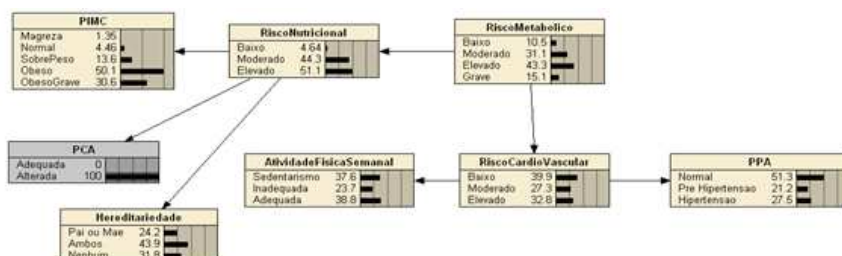 PIMC
Magreza 1.35
Normal 4.46
SobrePeso 13.6
Obeso 50.1
ObesoGrave 30.6
RiscoNutricional
Baixo 4.64
Moderado 44.3
Elevado 51.1
RiscoMetabolico
Baixo 10.5
Moderado 31.1
Elevado 43.3
Grave 15.1
PCA
Adequada 0
Alterada 100
AtividadeFisicaSemanal
Sedentarismo 37.6
Inadequada 23.7
Adequada 38.8
RiscoCardioVascular
Baixo 39.9
Moderado 27.3
Elevado 32.8
PPA
Normal 51.3
Pre Hipertensao 21.2
Hipertensao 27.5
Hereditariedade
Pai ou Mae 24.2
Ambos 43.9
Nenhum 31.8